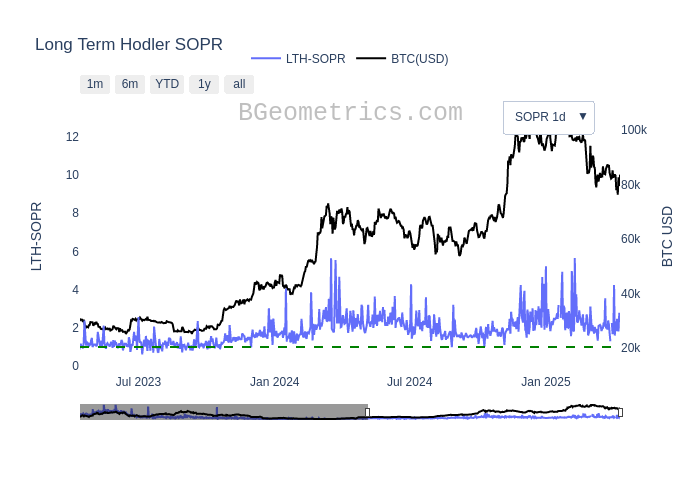 Long Term Hodler SOPR
LTH-SOPR BTC(USD)
1m 6m YTD 1y all
BGeometrics.com
SOPR 1d ▼
12
10
8
6
4
2
0
LTH-SOPR
100k
80k
60k
40k
20k
BTC USD
Jul 2023 Jan 2024 Jul 2024 Jan 2025